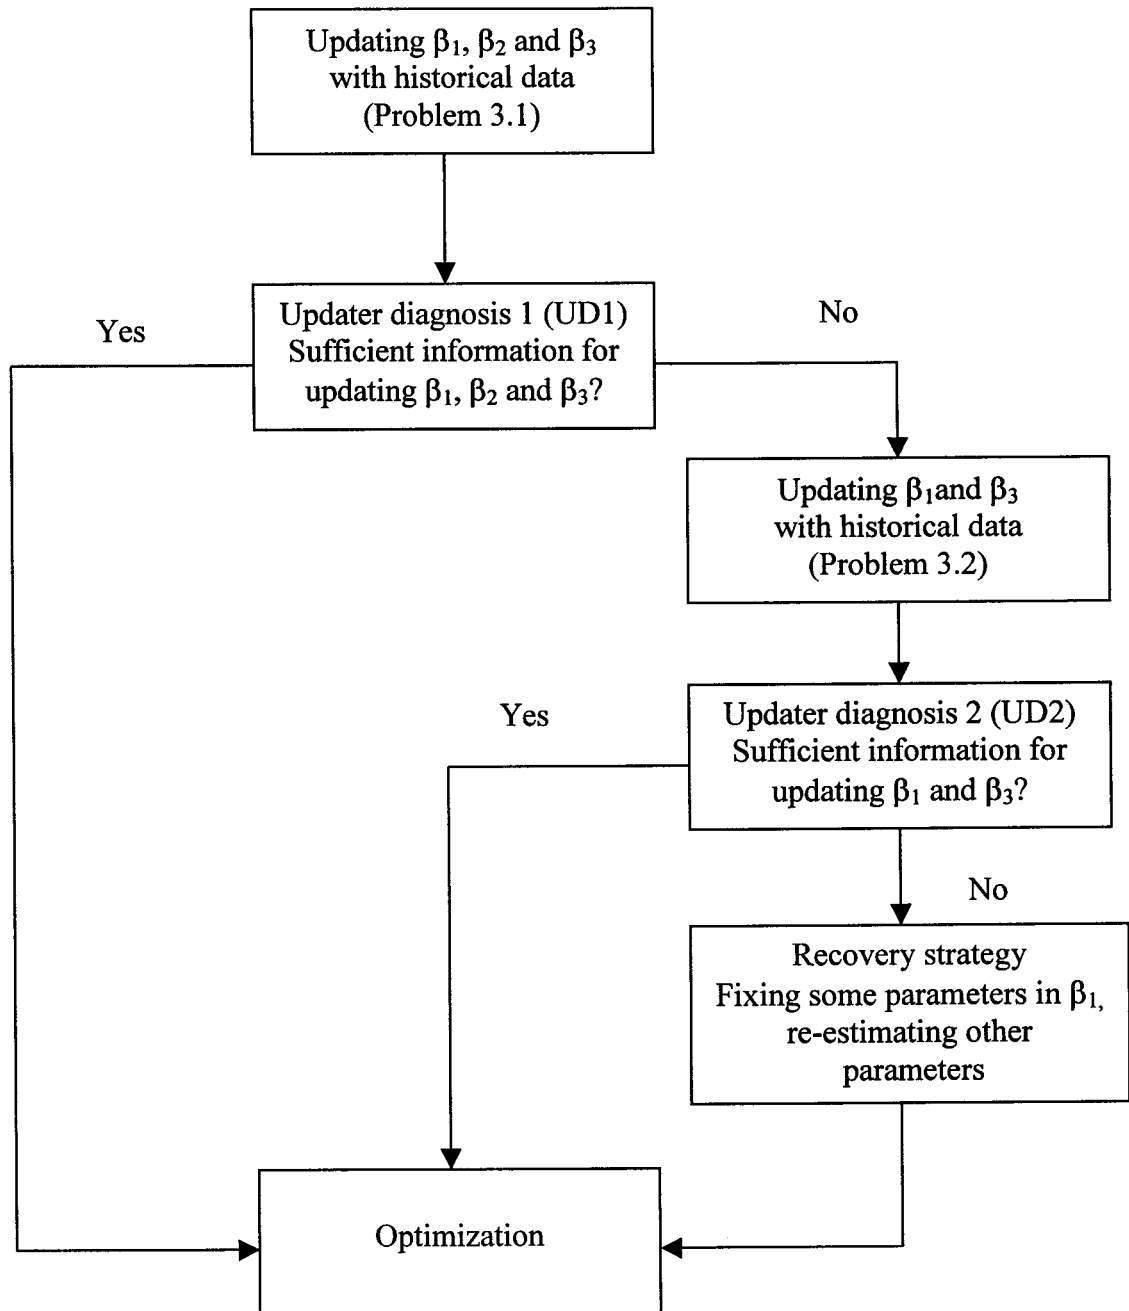 Updating β₁, β₂ and β₃
with historical data
(Problem 3.1)
Yes
Updater diagnosis 1 (UD1)
Sufficient information for
updating β₁, β₂ and β₃?
No
Updating β₁and β₃
with historical data
(Problem 3.2)
Yes
Updater diagnosis 2 (UD2)
Sufficient information for
updating β₁ and β₃?
No
Recovery strategy
Fixing some parameters in β₁,
re-estimating other
parameters
Optimization